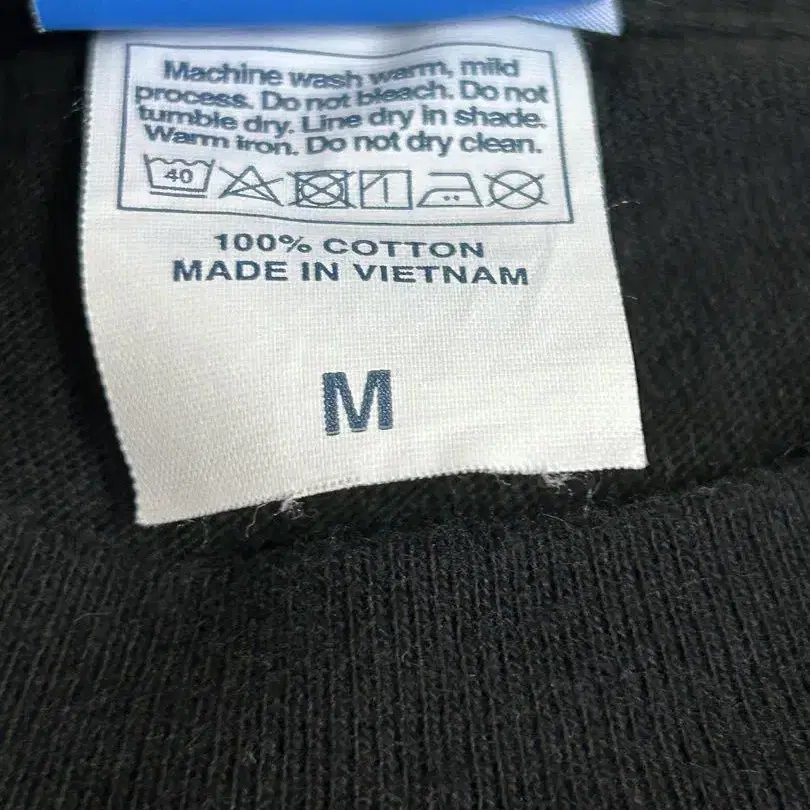 Machine wash warm, mild
process. Do not bleach. Do not
tumble dry. Line dry in shade.
Warm iron. Do not dry clean.
40
100% COTTON
MADE IN VIETNAM
M